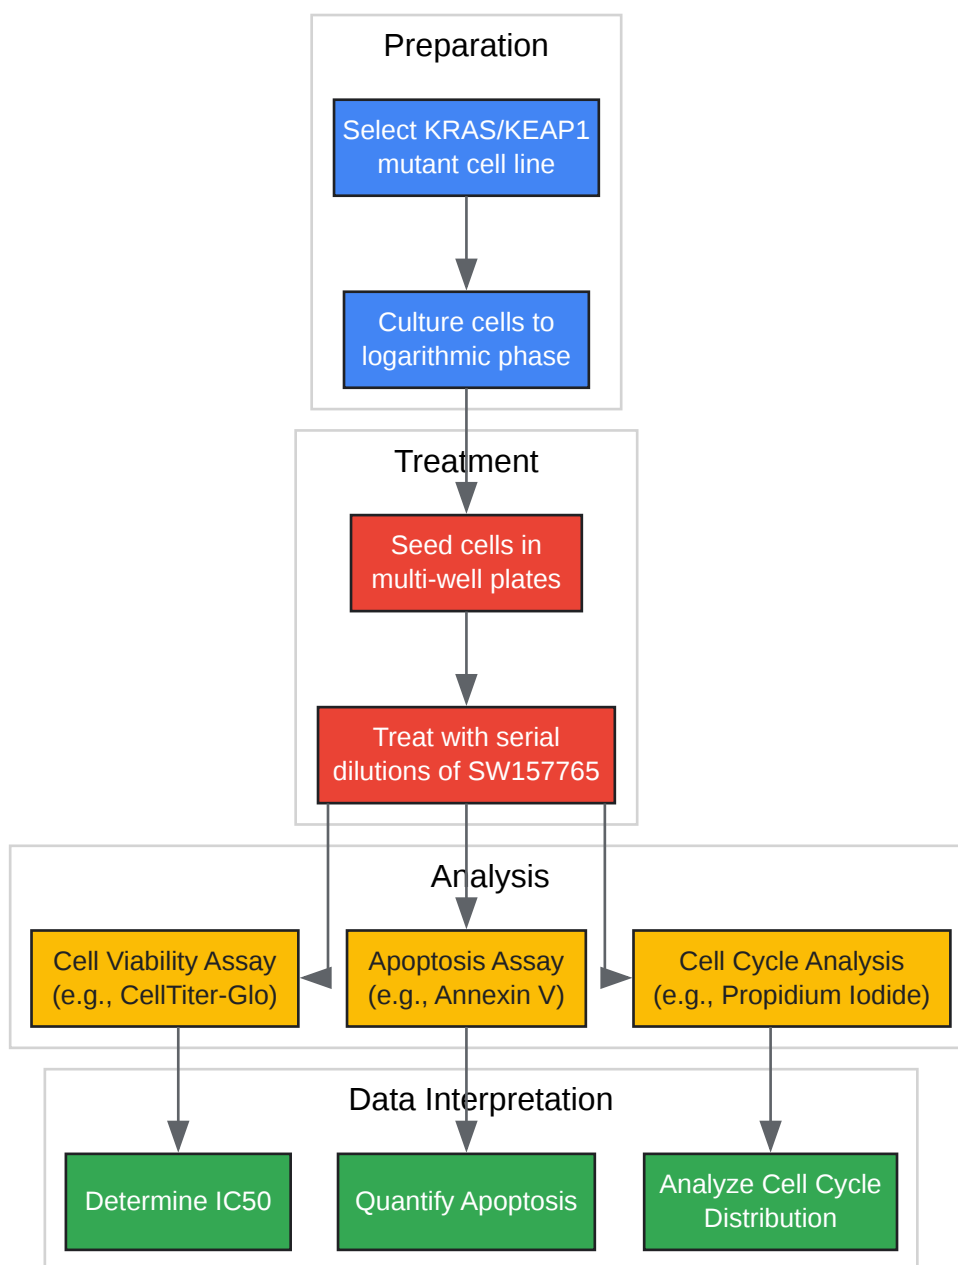 Preparation
Select KRAS/KEAP1
mutant cell line
Culture cells to
logarithmic phase
Treatment
Seed cells in
multi-well plates
Treat with serial
dilutions of SW157765
Analysis
Cell Viability Assay
(e.g., CellTiter-Glo)
Apoptosis Assay
(e.g., Annexin V)
Cell Cycle Analysis
(e.g., Propidium Iodide)
Data Interpretation
Determine IC50
Quantify Apoptosis
Analyze Cell Cycle
Distribution